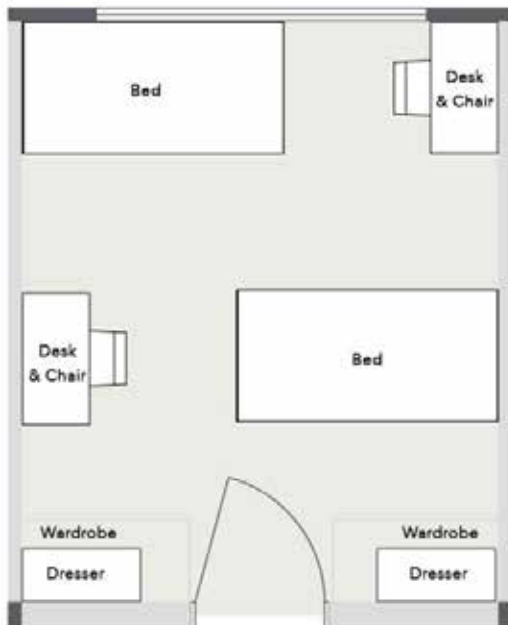 Bed
Desk
& Chair
Desk
& Chair
Bed
Wardrobe
Dresser
Wardrobe
Dresser